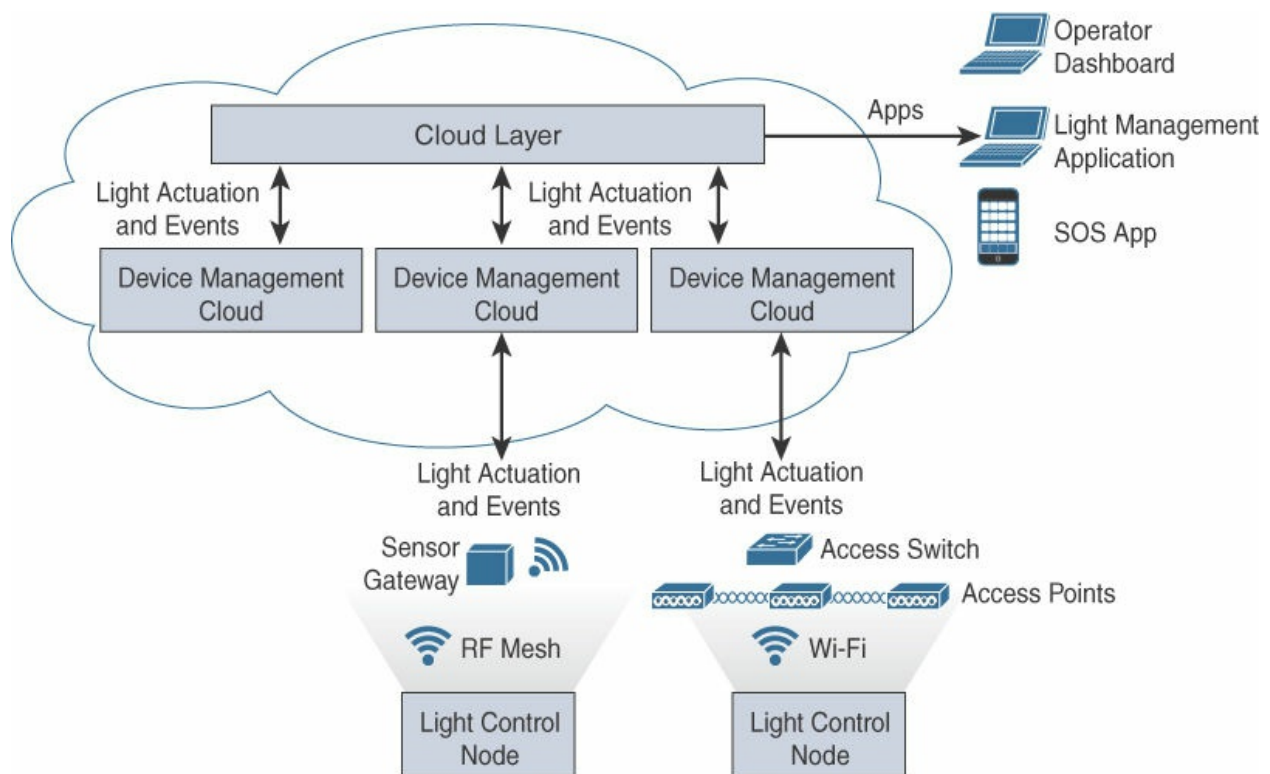 Operator
Dashboard
Apps
Cloud Layer
Light Management
Application
Light Actuation
and Events
Light Actuation
and Events
SOS App
Device Management
Cloud
Device Management
Cloud
Device Management
Cloud
Light Actuation
and Events
Light Actuation
and Events
Sensor
Gateway
Access Switch
Access Points
RF Mesh
Wi-Fi
Light Control
Node
Light Control
Node